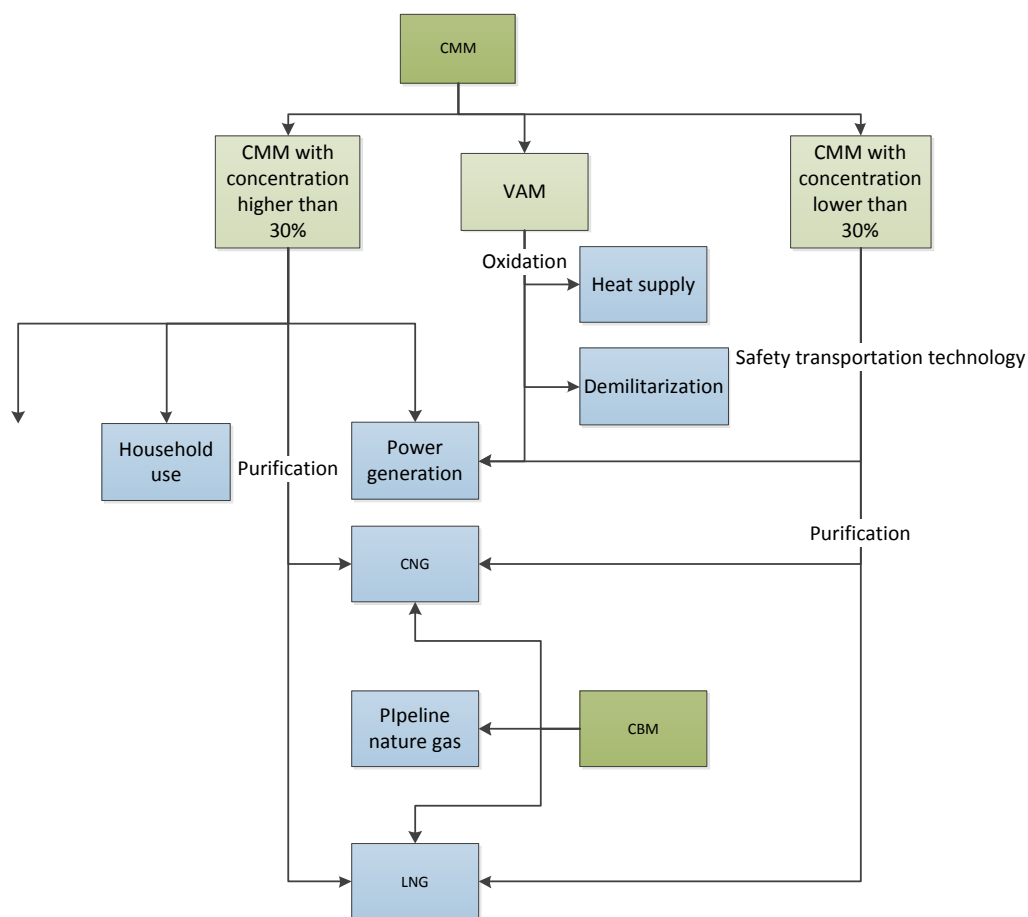 CMM
CMM with
concentration
higher than
30%
VAM
CMM with
concentration
lower than
30%
Oxidation
Heat supply
Demilitarization
Safety transportation technology
Household
use
Purification
Power
generation
CNG
Purification
PIpeline
nature gas
CBM
LNG